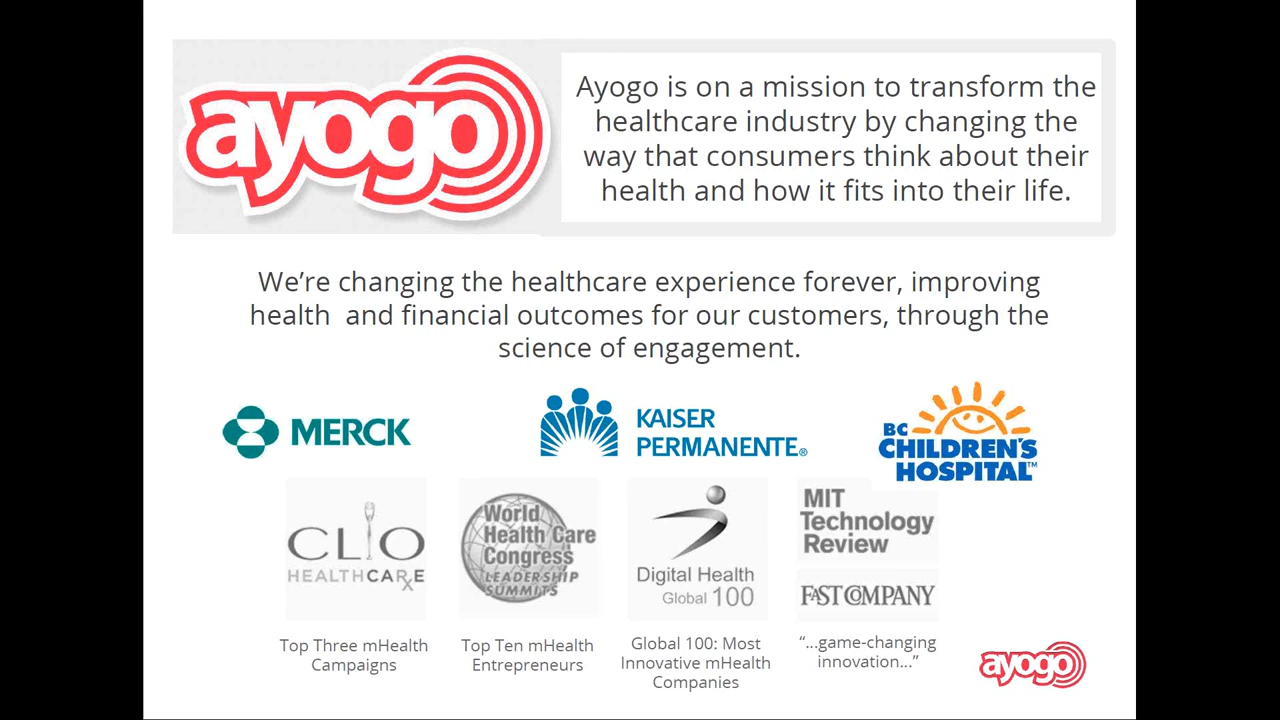 ayogo
Ayogo is on a mission to transform the
healthcare industry by changing the
way that consumers think about their
health and how it fits into their life.
We’re changing the healthcare experience forever, improving
health and financial outcomes for our customers, through the
science of engagement.
MERCK
KAISER
PERMANENTE®
BC
CHILDREN'S
HOSPITAL™
CLIO
HEALTHCARE
World
Health Care
Congress
LEADERSHIP
SUMMITS
Digital Health
Global 100
MIT
Technology
Review
FAST COMPANY
Top Three mHealth
Campaigns
Top Ten mHealth
Entrepreneurs
Global 100: Most
Innovative mHealth
Companies
“...game-changing
innovation...”
ayogo